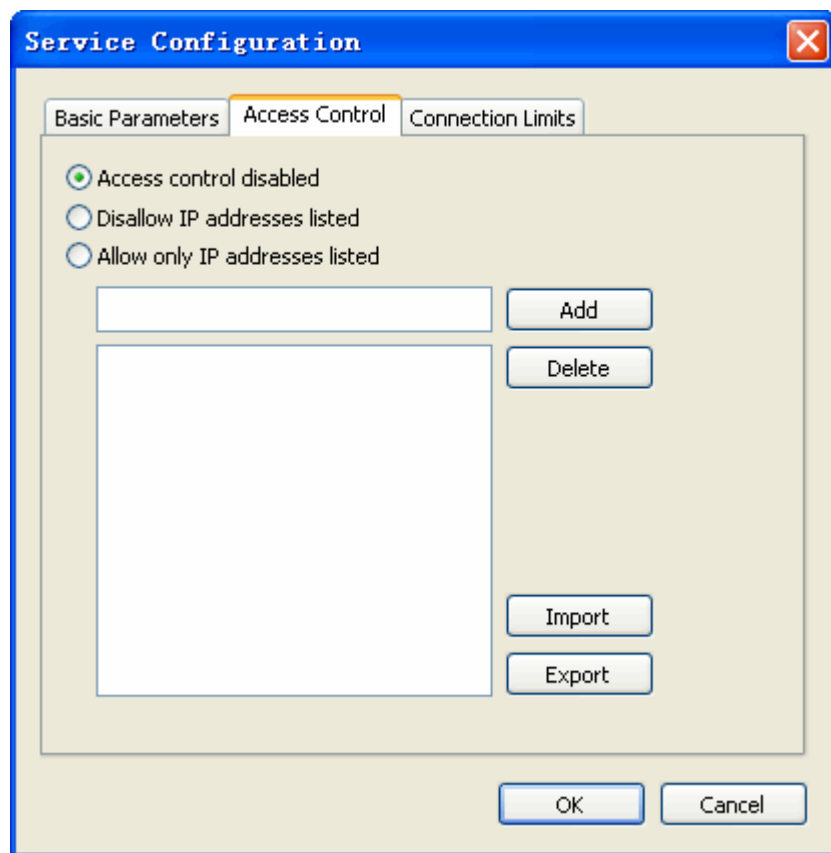 Service Configuration
Basic Parameters
Access Control
Connection Limits
Access control disabled
Disallow IP addresses listed
Allow only IP addresses listed
Add
Delete
Import
Export
OK
Cancel